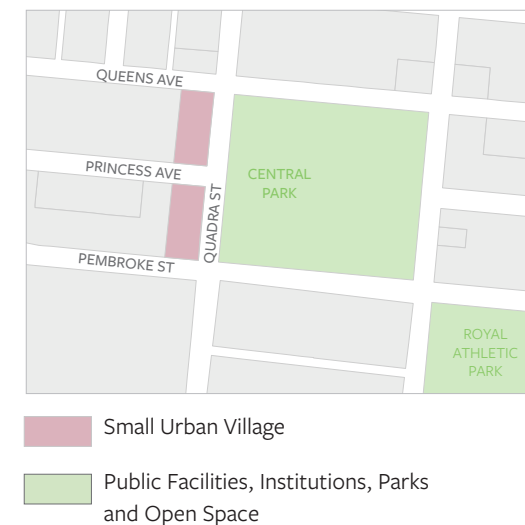 QUEENS AVE
PRINCESS AVE
CENTRAL
PARK
QUADRA ST
PEMBROKE ST
ROYAL
ATHLETIC
PARK
Small Urban Village
Public Facilities, Institutions, Parks
and Open Space